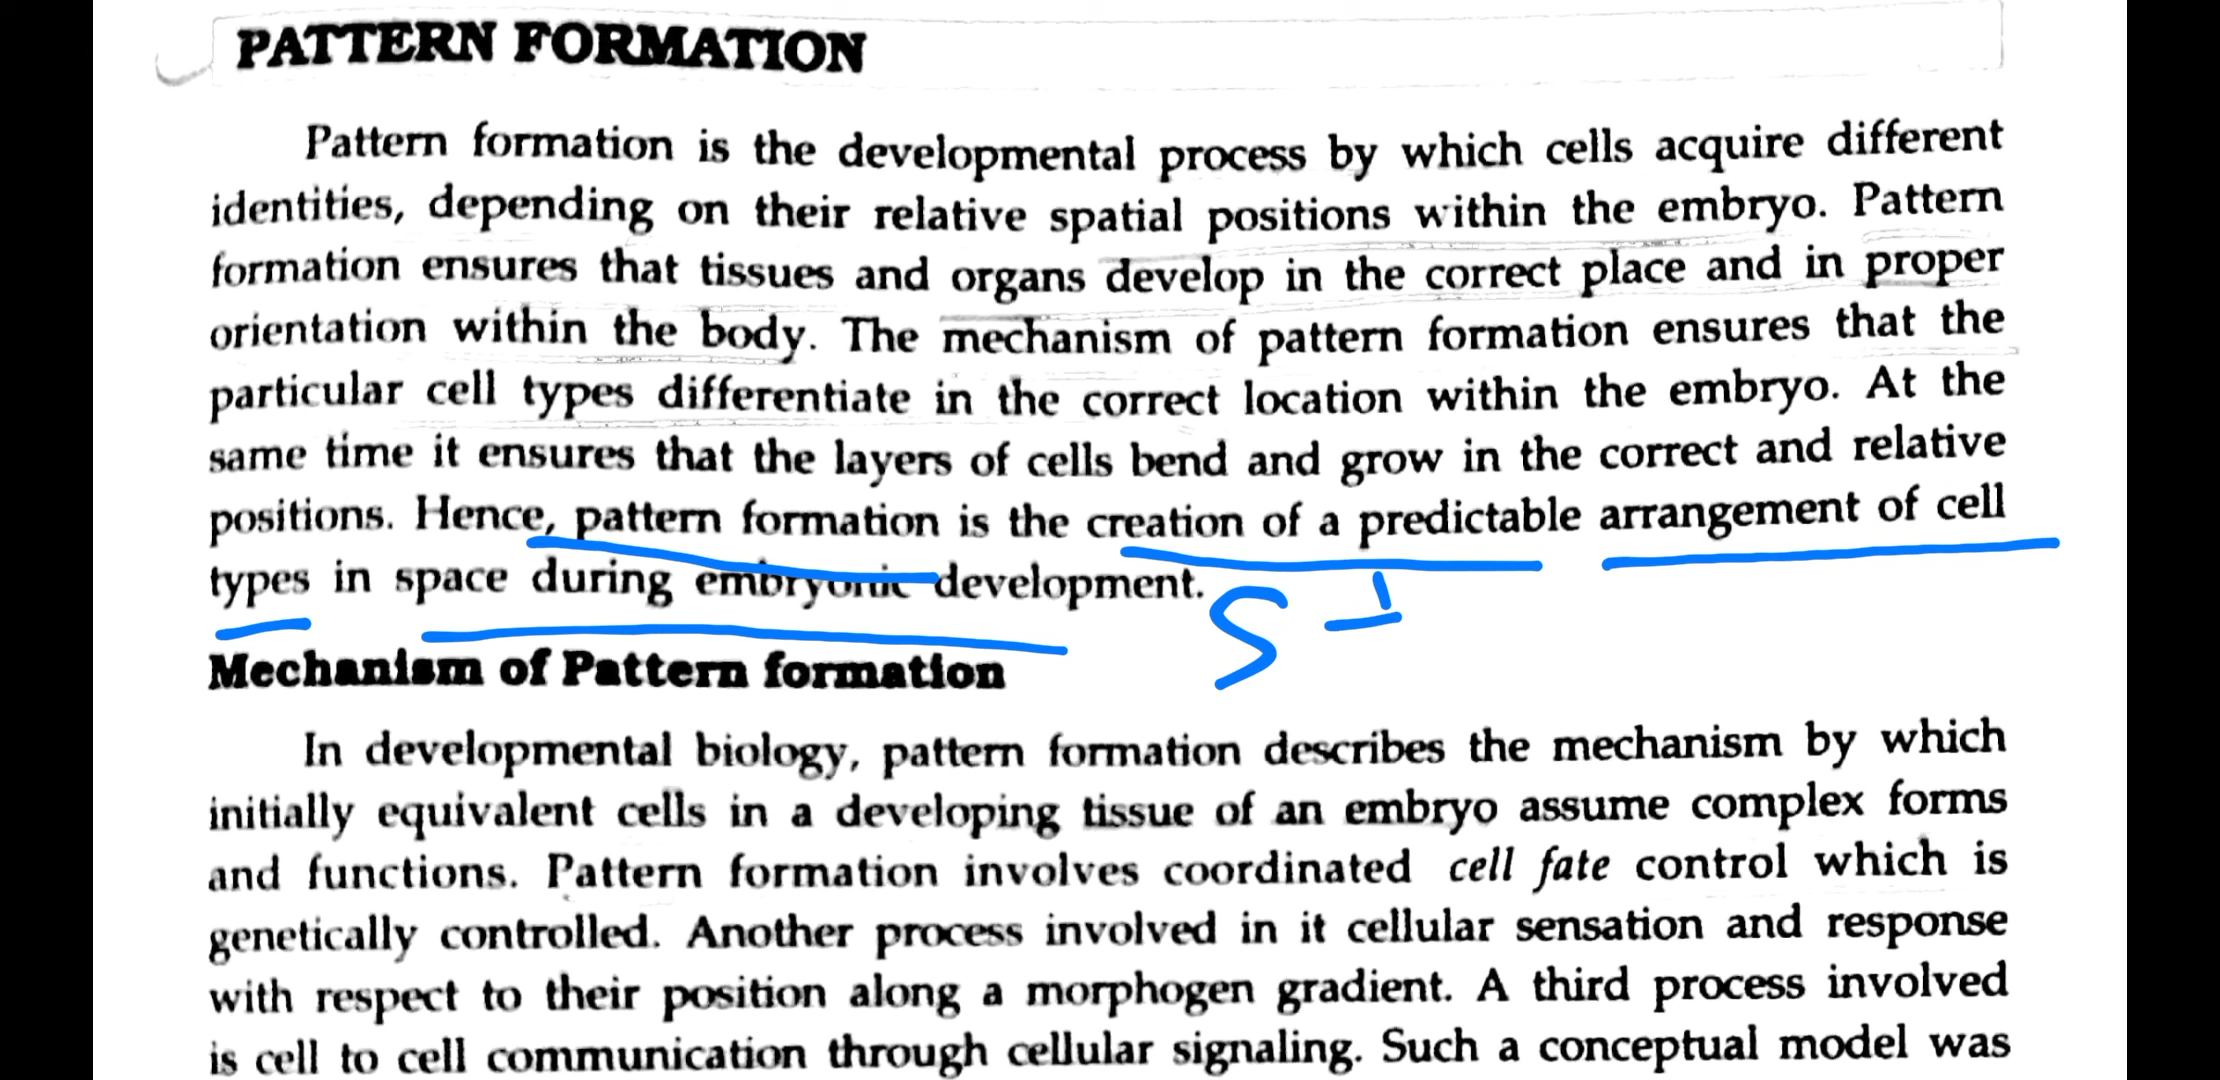 PATTERN FORMATION
Pattern formation is the developmental process by which cells acquire different
identities, depending on their relative spatial positions within the embryo. Pattern
formation ensures that tissues and organs develop in the correct place and in proper
orientation within the body. The mechanism of pattern formation ensures that the
particular cell types differentiate in the correct location within the embryo. At the
same time it ensures that the layers of cells bend and grow in the correct and relative
positions. Hence, pattern formation is the creation of a predictable arrangement of cell
types in space during embryonic development.
Mechanism of Pattern formation
In developmental biology, pattern formation describes the mechanism by which
initially equivalent cells in a developing tissue of an embryo assume complex forms
and functions. Pattern formation involves coordinated cell fate control which is
genetically controlled. Another process involved in it cellular sensation and response
with respect to their position along a morphogen gradient. A third process involved
is cell to cell communication through cellular signaling. Such a conceptual model was